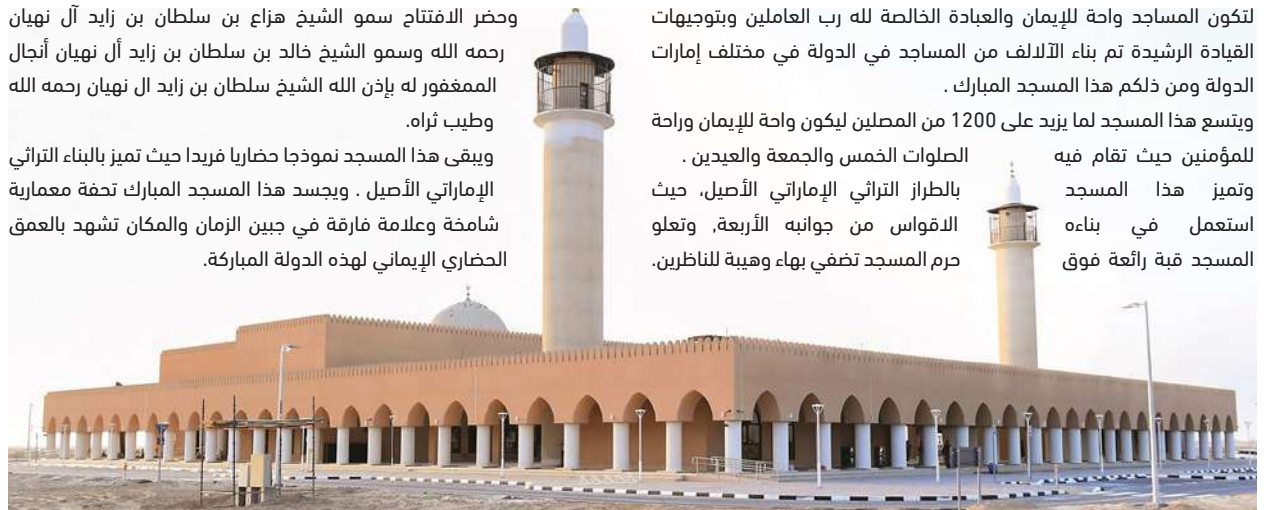 لتكون المساجد واحة للإيمان والعبادة الخالصة لله رب العاملين وبتوجيهات
القيادة الرشيدة تم بناء الآلالف من المساجد في الدولة في مختلف إمارات
الدولة ومن ذلكم هذا المسجد المبارك .
ويتسع هذا المسجد لما يزيد على 1200 من المصلين ليكون واحة للإيمان وراحة
للمؤمنين حيث تقام فيه الصلوات الخمس والجمعة والعيدين .
وتميز هذا المسجد بالطراز التراثي الإماراتي الأصيل، حيث
استعمل في بناءه الاقواس من جوانبه الأربعة, وتعلو
المسجد قبة رائعة فوق حرم المسجد تضفي بهاء وهيبة للناظرين.
وحضر الافتتاح سمو الشيخ هزاع بن سلطان بن زايد آل نهيان
رحمه الله وسمو الشيخ خالد بن سلطان بن زايد أل نهيان أنجال
الممغفور له بإذن الله الشيخ سلطان بن زايد ال نهيان رحمه الله
وطيب ثراه.
ويبقى هذا المسجد نموذجا حضاريا فريدا حيث تميز بالبناء التراثي
الإماراتي الأصيل . ويجسد هذا المسجد المبارك تحفة معمارية
شامخة وعلامة فارقة في جبين الزمان والمكان تشهد بالعمق
الحضاري الإيماني لهذه الدولة المباركة.